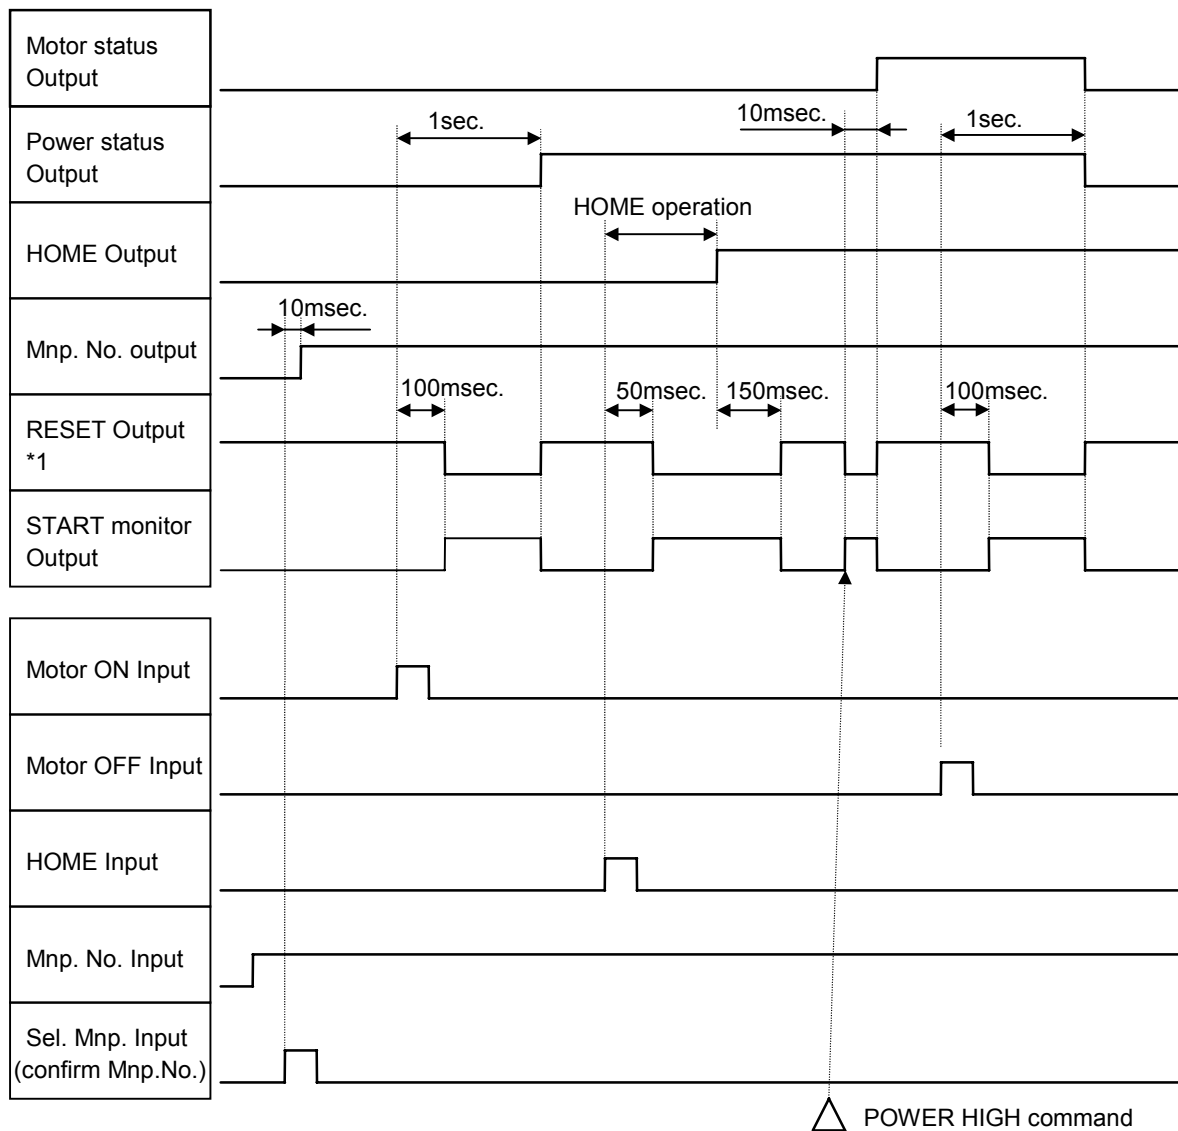 Motor status
Output
10msec.
1sec.
1sec.
Power status
Output
HOME operation
HOME Output
10msec.
Mnp. No. output
100msec.
50msec.
150msec.
100msec.
RESET Output
*1
START monitor
Output
Motor ON Input
Motor OFF Input
HOME Input
Mnp. No. Input
Sel. Mnp. Input
(confirm Mnp.No.)
POWER HIGH command